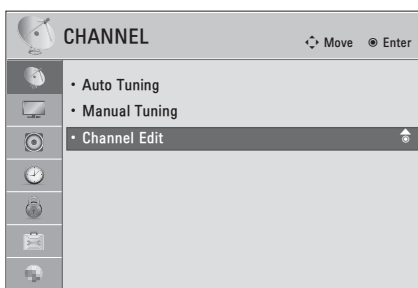 CHANNEL
Move Enter
• Auto Tuning
• Manual Tuning
• Channel Edit